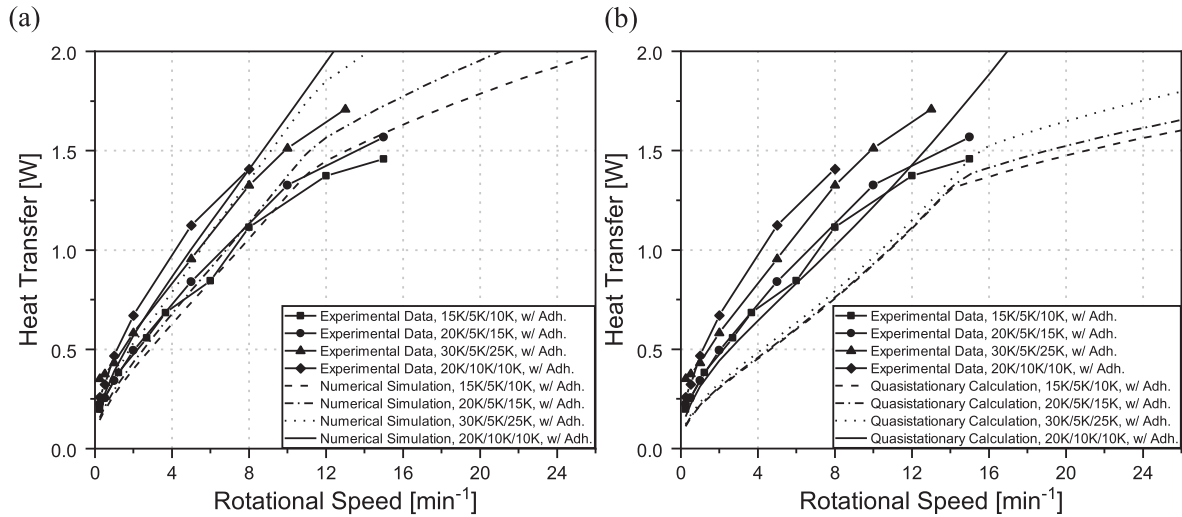 (a)
Heat Transfer [W]
2.0
1.5
1.0
0.5
0.0
Experimental Data, 15K/5K/10K, w/ Adh.
Experimental Data, 20K/5K/15K, w/ Adh.
Experimental Data, 30K/5K/25K, w/ Adh.
Experimental Data, 20K/10K/10K, w/ Adh.
Numerical Simulation, 15K/5K/10K, w/ Adh.
Numerical Simulation, 20K/5K/15K, w/ Adh.
Numerical Simulation, 30K/5K/25K, w/ Adh.
Numerical Simulation, 20K/10K/10K, w/ Adh.
0 4 8 12 16 20 24
Rotational Speed [min-1]
(b)
Heat Transfer [W]
2.0
1.5
1.0
0.5
0.0
Experimental Data, 15K/5K/10K, w/ Adh.
Experimental Data, 20K/5K/15K, w/ Adh.
Experimental Data, 30K/5K/25K, w/ Adh.
Experimental Data, 20K/10K/10K, w/ Adh.
Quasistationary Calculation, 15K/5K/10K, w/ Adh.
Quasistationary Calculation, 20K/5K/15K, w/ Adh.
Quasistationary Calculation, 30K/5K/25K, w/ Adh.
Quasistationary Calculation, 20K/10K/10K, w/ Adh.
0 4 8 12 16 20 24
Rotational Speed [min-1]